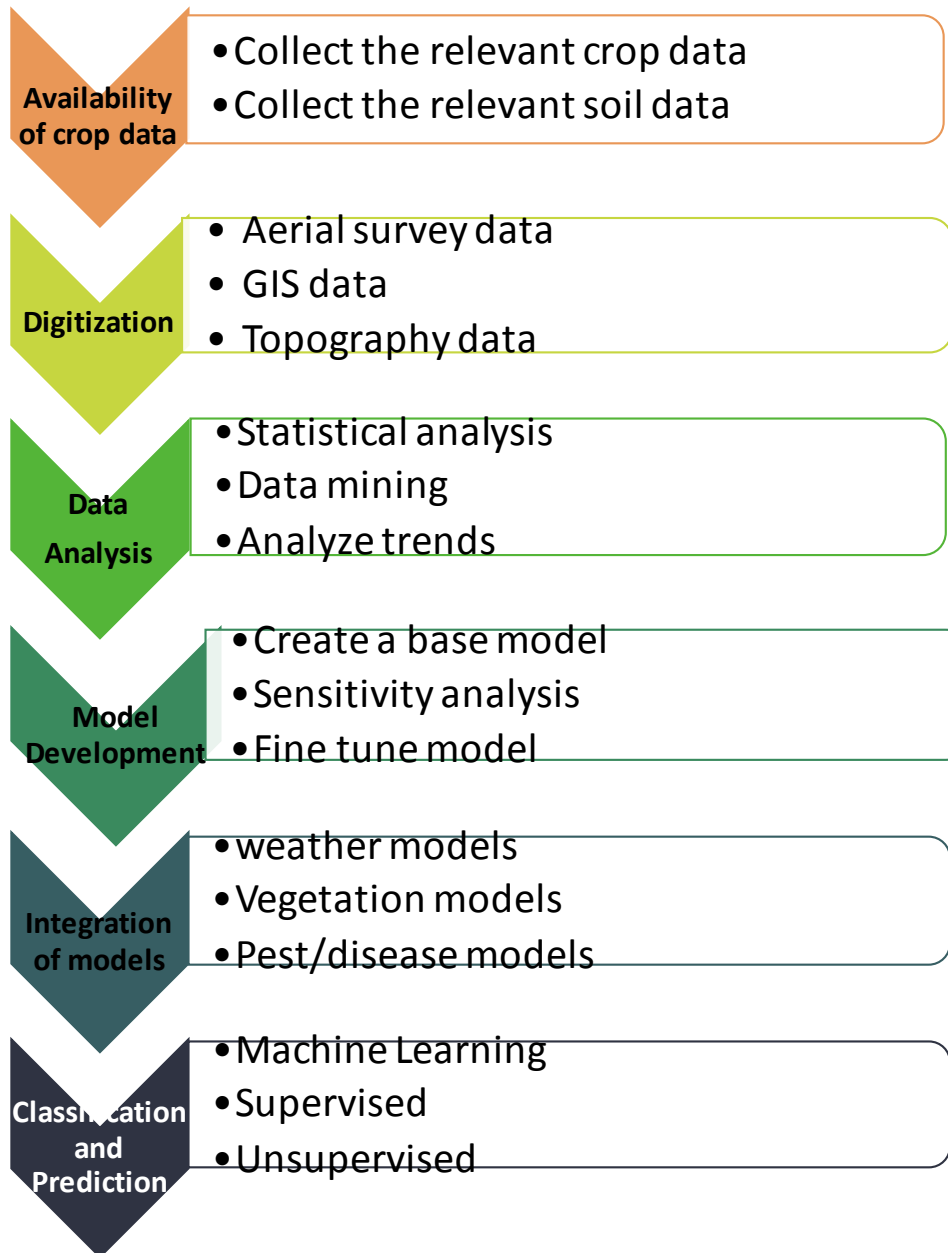 Availability
of crop data
•Collect the relevant crop data
•Collect the relevant soil data
Digitization
• Aerial survey data
• GIS data
• Topography data
Data
Analysis
•Statistical analysis
•Data mining
•Analyze trends
Model
Development
•Create a base model
•Sensitivity analysis
•Fine tune model
Integration
of models
•weather models
•Vegetation models
•Pest/disease models
Classification
and
Prediction
•Machine Learning
•Supervised
•Unsupervised